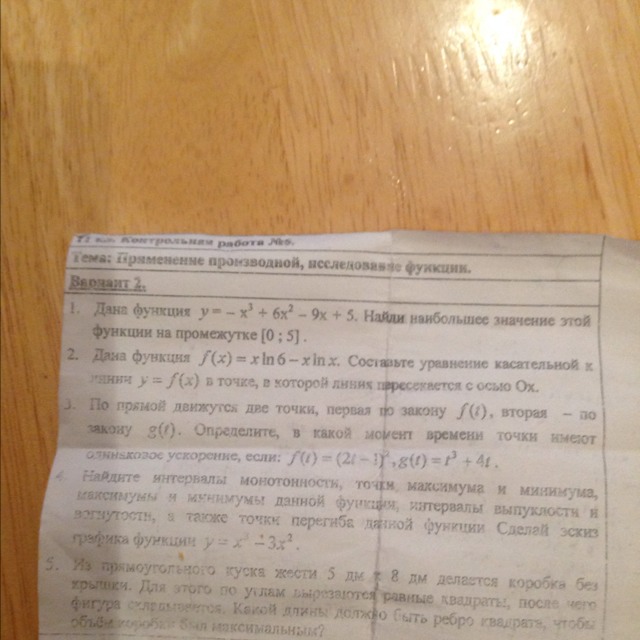 Контрольная работа №6.
Тема: Применение производной, исследование функции.
Вариант 2.
1. Дана функция y = − x³ + 6x² − 9x + 5. Найди наибольшее значение этой
функции на промежутке [0 ; 5] .
2. Дана функция f(x) = x ln 6 − x ln x. Составьте уравнение касательной к
линии y = f(x) в точке, в которой линия пересекается с осью Ox.
3. По прямой движутся две точки, первая по закону f(t), вторая – по
закону g(t). Определите, в какой момент времени точки имеют
одинаковое ускорение, если: f(t) = (2t − 1)², g(t) = t³ + 4t .
4. Найдите интервалы монотонности, точки максимума и минимума,
максимумы и минимумы данной функции, интервалы выпуклости и
вогнутости, а также точки перегиба данной функции Сделай эскиз
графика функции y = x³ − 3x² .
5. Из прямоугольного куска жести 5 дм х 8 дм делается коробка без
крышки. Для этого по углам вырезаются равные квадраты, после чего
фигура складывается. Какой длины должно быть ребро квадрата, чтобы
объём коробки был максимальным?